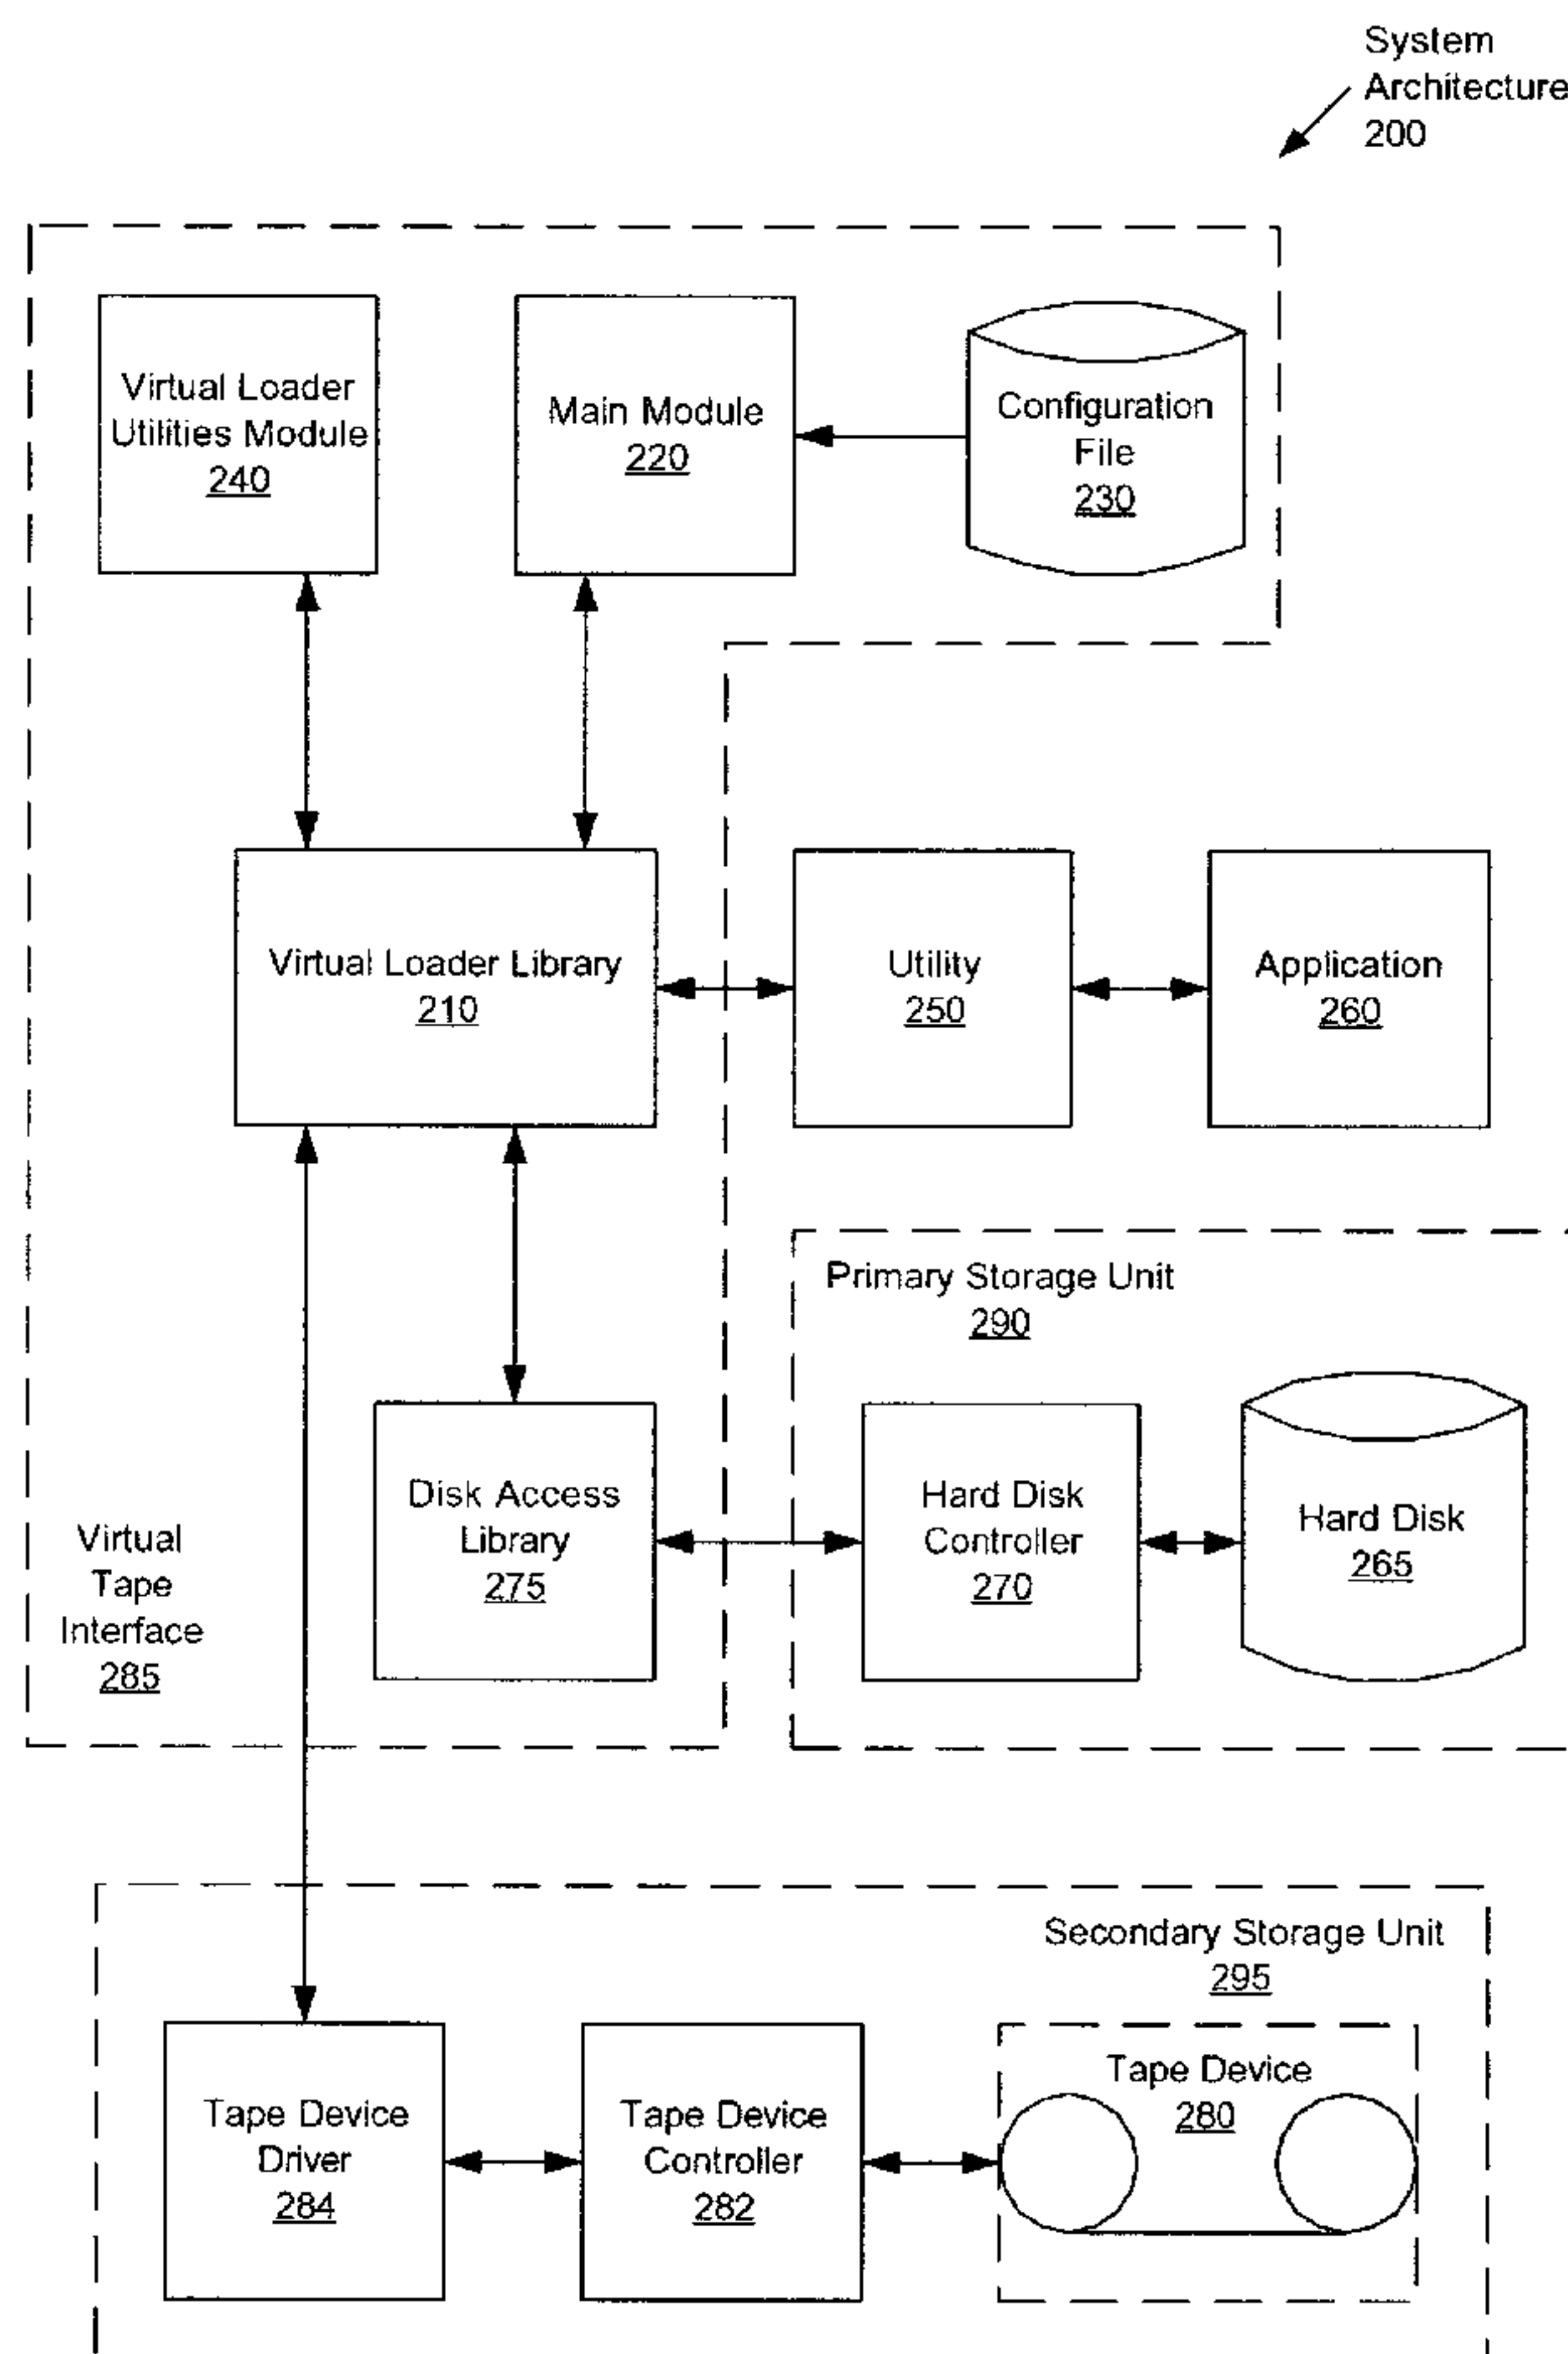 System
Architecture
200
Virtual Loader
Utilities Module
240
Main Module
220
Configuration
File
230
Virtual Loader Library
210
Utility
250
Application
260
Primary Storage Unit
290
Disk Access
Library
275
Hard Disk
Controller
270
Hard Disk
265
Virtual
Tape
Interface
285
Secondary Storage Unit
295
Tape Device
Driver
284
Tape Device
Controller
282
Tape Device
280